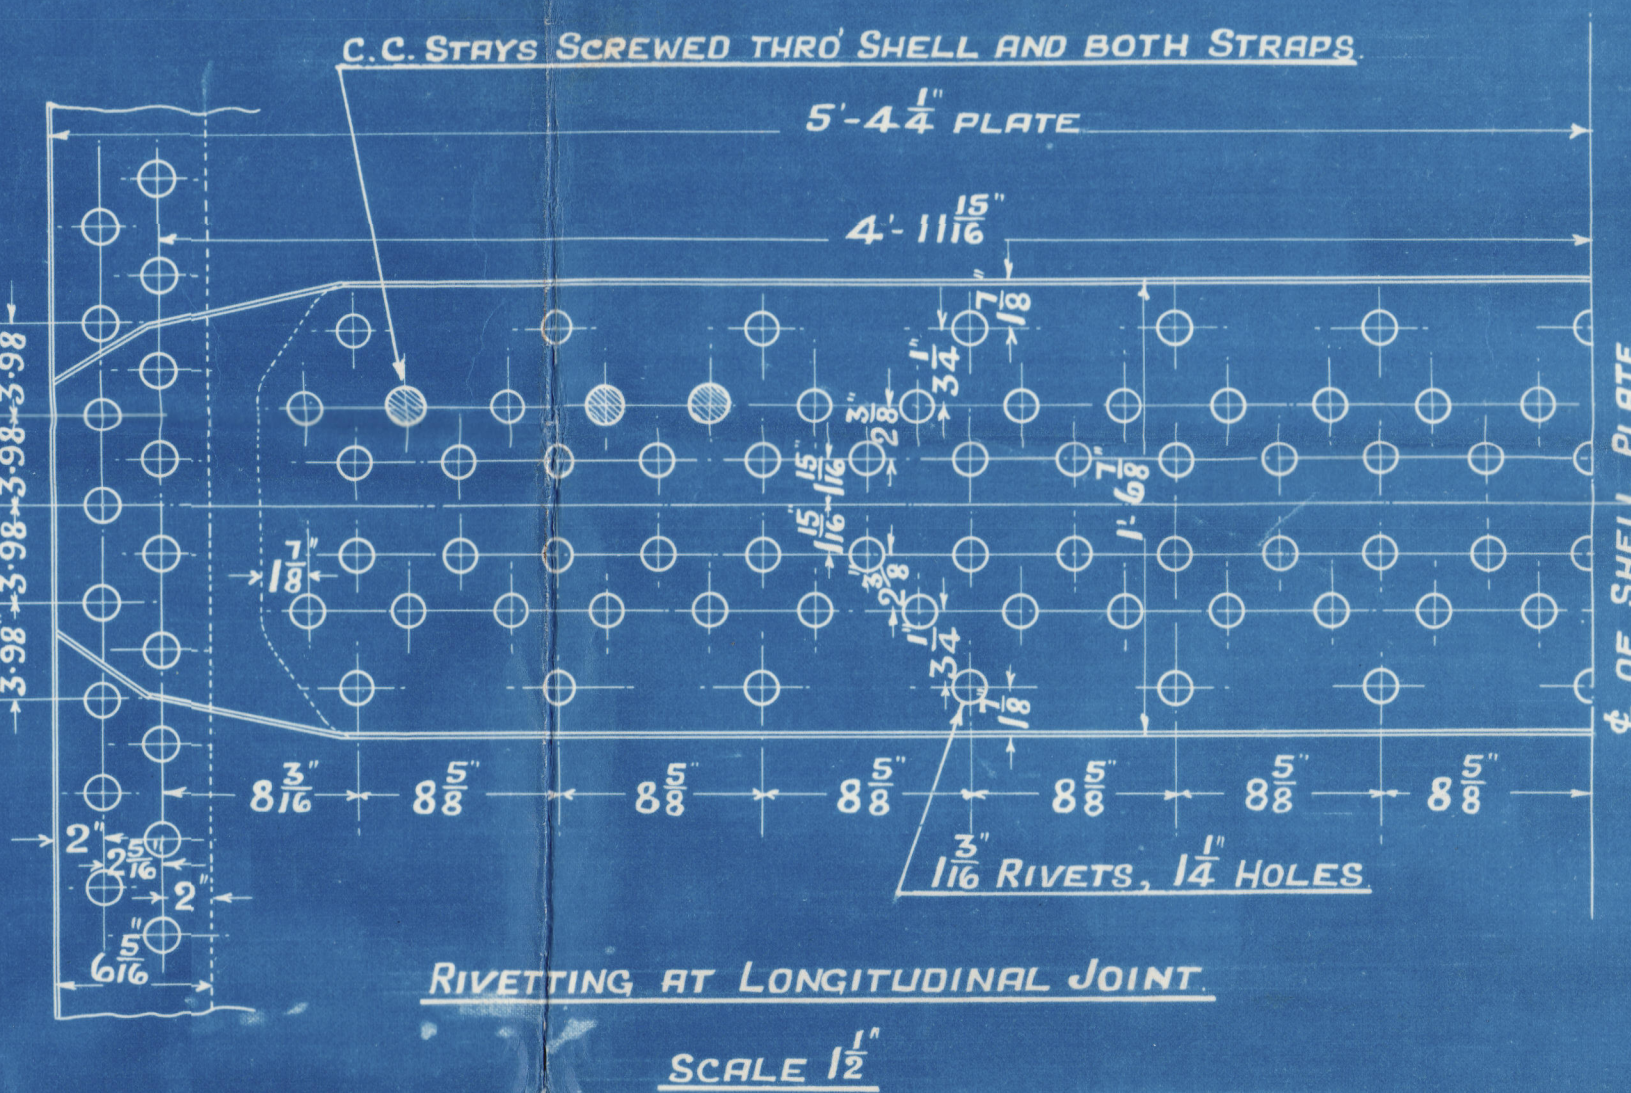 C.C. STAYS SCREWED THRO' SHELL AND BOTH STRAPS.
5'-4 1/4" PLATE
4'-11 15/16"
1 7/8"
1"
3 4
2 3/8"
1 15/16" 1 15/16"
1'-6 7/8"
2 3/8"
1"
3 4
1 7/8"
1 7/8"
3·98" 3·98 3·98 3·98
8 3/16" 8 5/8" 8 5/8" 8 5/8" 8 5/8" 8 5/8" 8 5/8"
2"
2 5/16"
2"
6 5/16"
1 3/16" RIVETS, 1 1/4" HOLES
℄ OF SHELL PLATE
RIVETTING AT LONGITUDINAL JOINT.
SCALE 1 1/2"